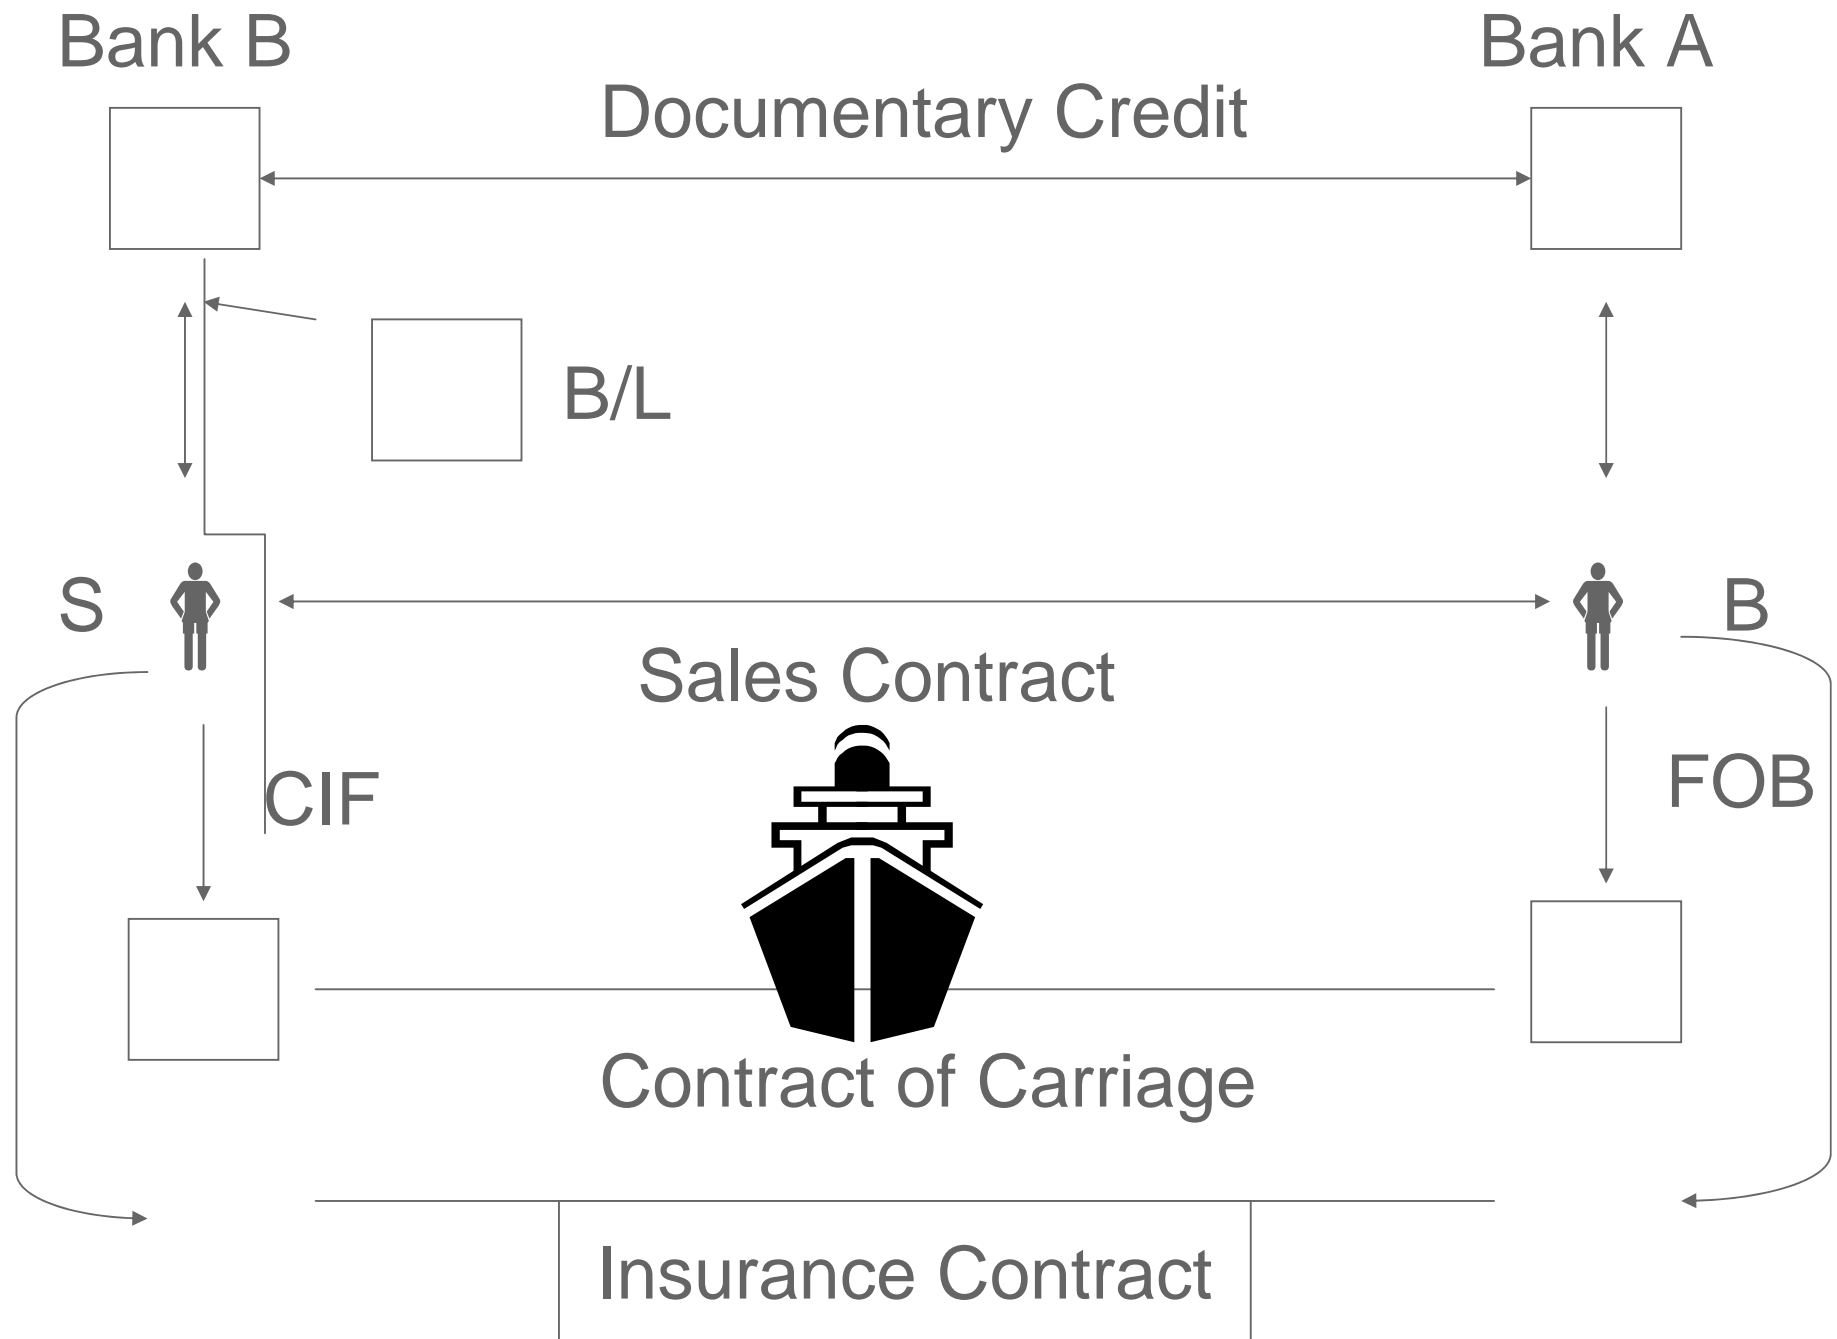 Bank B
Bank A
Documentary Credit
B/L
S
B
Sales Contract
CIF
FOB
Contract of Carriage
Insurance Contract